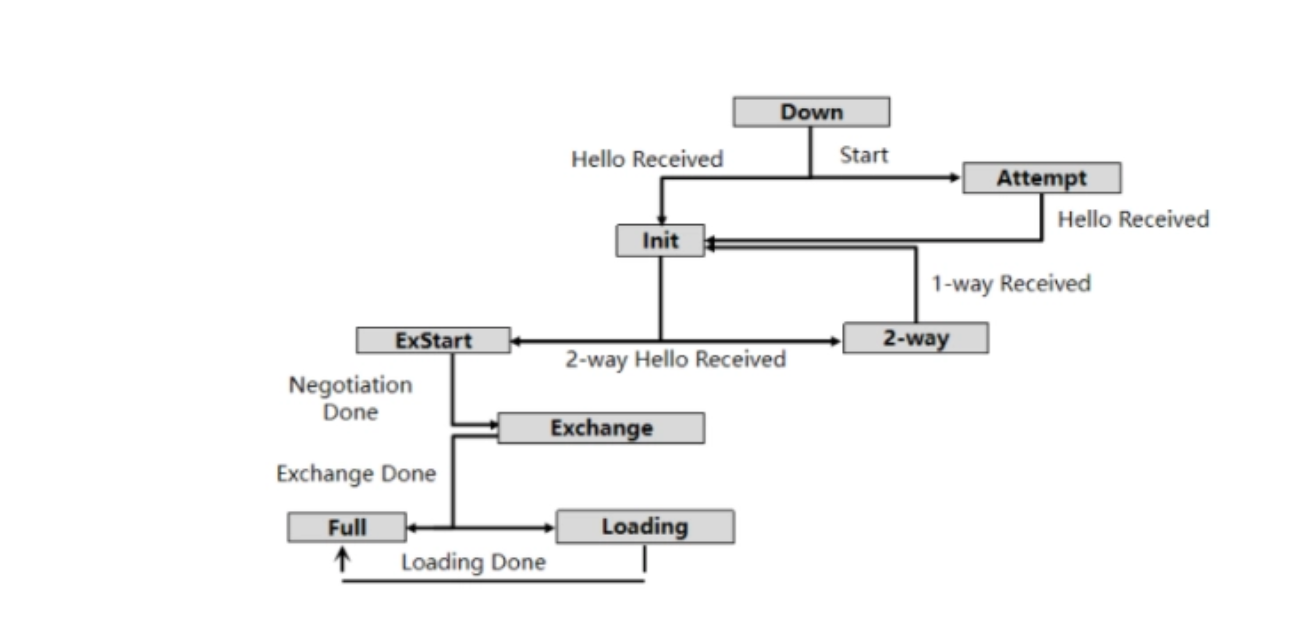 Down
Hello Received
Start
Attempt
Hello Received
Init
1-way Received
ExStart
2-way
2-way Hello Received
Negotiation
Done
Exchange
Exchange Done
Full
Loading
Loading Done